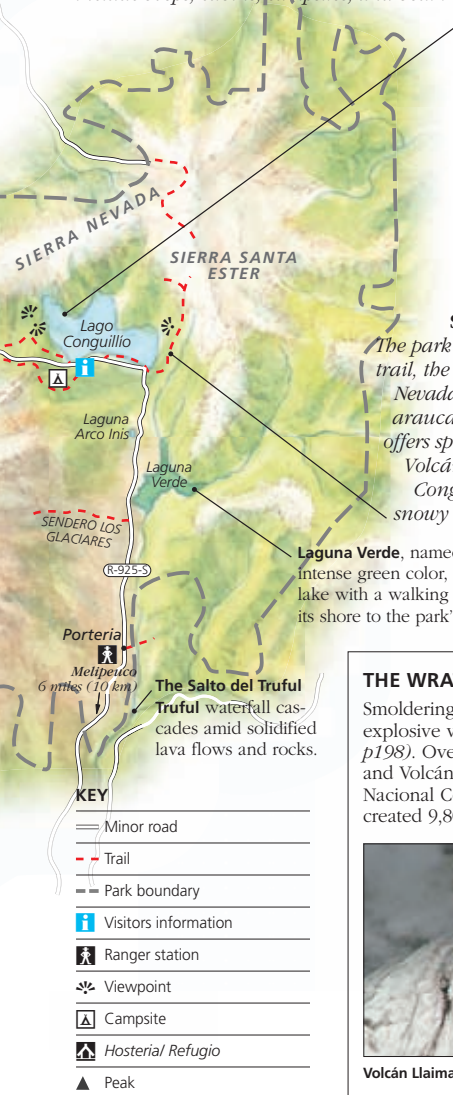 SIERRA NEVADA
SIERRA SANTA
ESTER
Lago
Conguillio
i
Laguna
Arco Inis
Laguna
Verde
SENDERO LOS
GLACIARES
R-925-S
Porteria
Melipeuco
6 miles (10 km)
The park
trail, the
Nevada
arauca
offers sp
Volcá
Cong
snowy
Laguna Verde, named
intense green color,
lake with a walking
its shore to the park'
The Salto del Truful
Truful waterfall cas-
cades amid solidified
lava flows and rocks.
KEY
Minor road
Trail
Park boundary
i Visitors information
Ranger station
Viewpoint
Campsite
Hosteria/ Refugio
Peak
THE WRA
Smoldering
explosive v
p198). Ove
and Volcán
Nacional C
created 9,8
Volcán Llaima